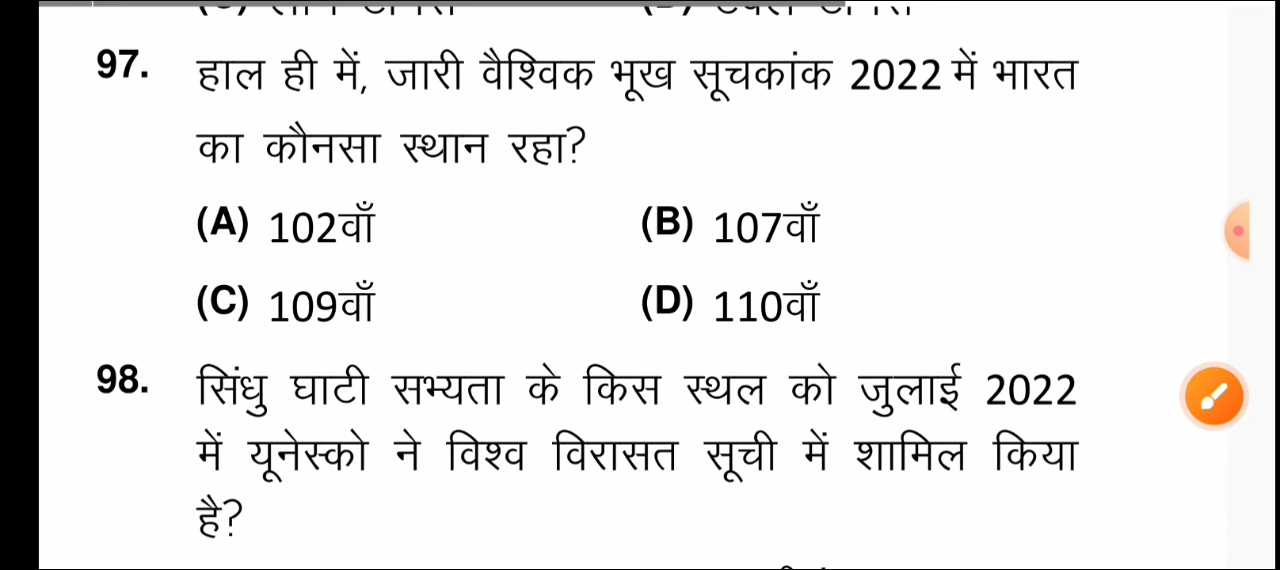 97. हाल ही में, जारी वैश्विक भूख सूचकांक 2022 में भारत
का कौनसा स्थान रहा?
(A) 102वाँ (B) 107वाँ
(C) 109वाँ (D) 110वाँ
98. सिंधु घाटी सभ्यता के किस स्थल को जुलाई 2022
में यूनेस्को ने विश्व विरासत सूची में शामिल किया
है?